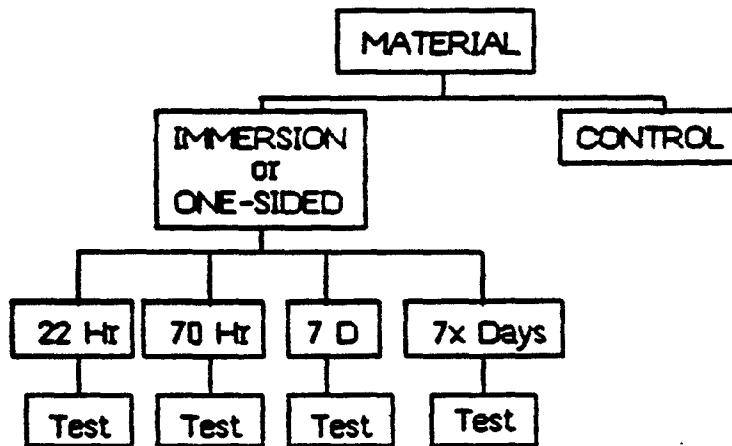 MATERIAL
IMMERSION
or
ONE-SIDED
CONTROL
22 Hr
70 Hr
7 D
7x Days
Test
Test
Test
Test